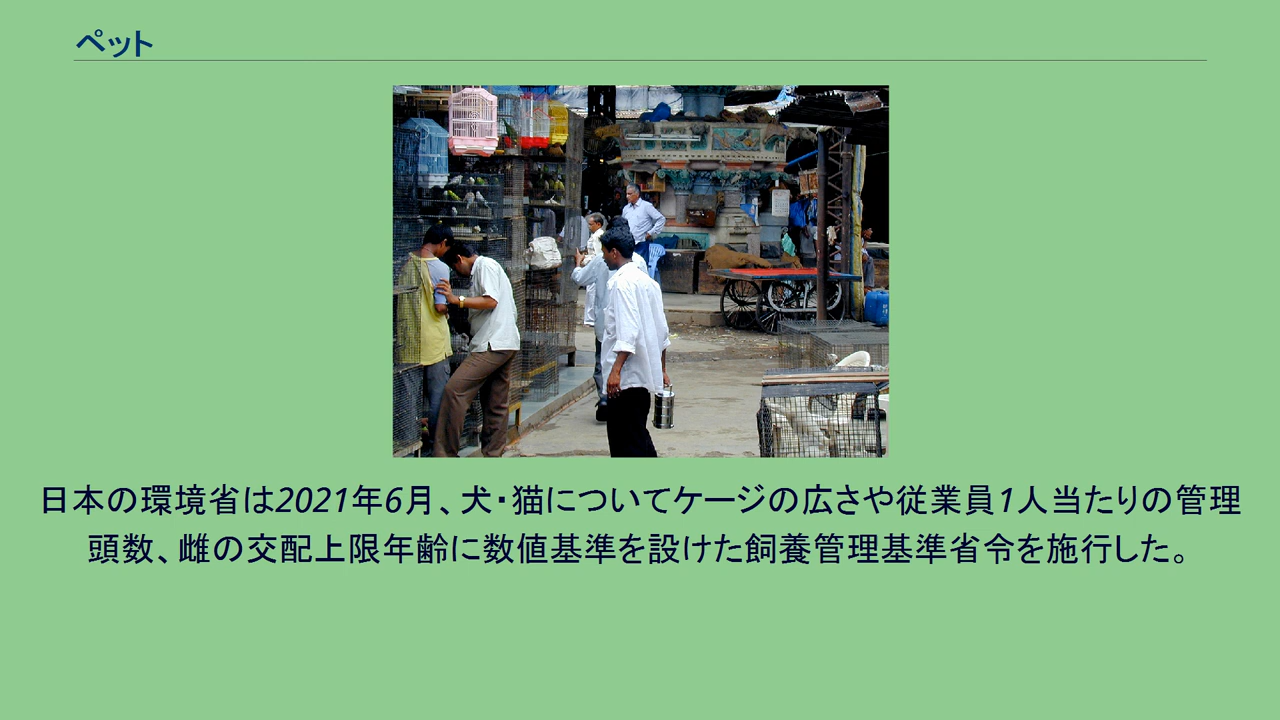 ペット
日本の環境省は2021年6月、犬・猫についてケージの広さや従業員1人当たりの管理
頭数、雌の交配上限年齢に数値基準を設けた飼養管理基準省令を施行した。